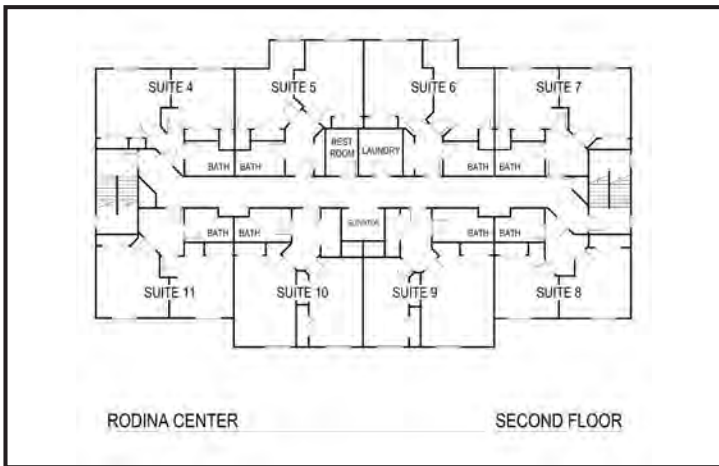 SUITE 4
SUITE 5
SUITE 6
SUITE 7
REST
ROOM
LAUNDRY
BATH
BATH
BATH
BATH
ELEVATOR
BATH
BATH
BATH
BATH
SUITE 11
SUITE 10
SUITE 9
SUITE 8
RODINA CENTER
SECOND FLOOR